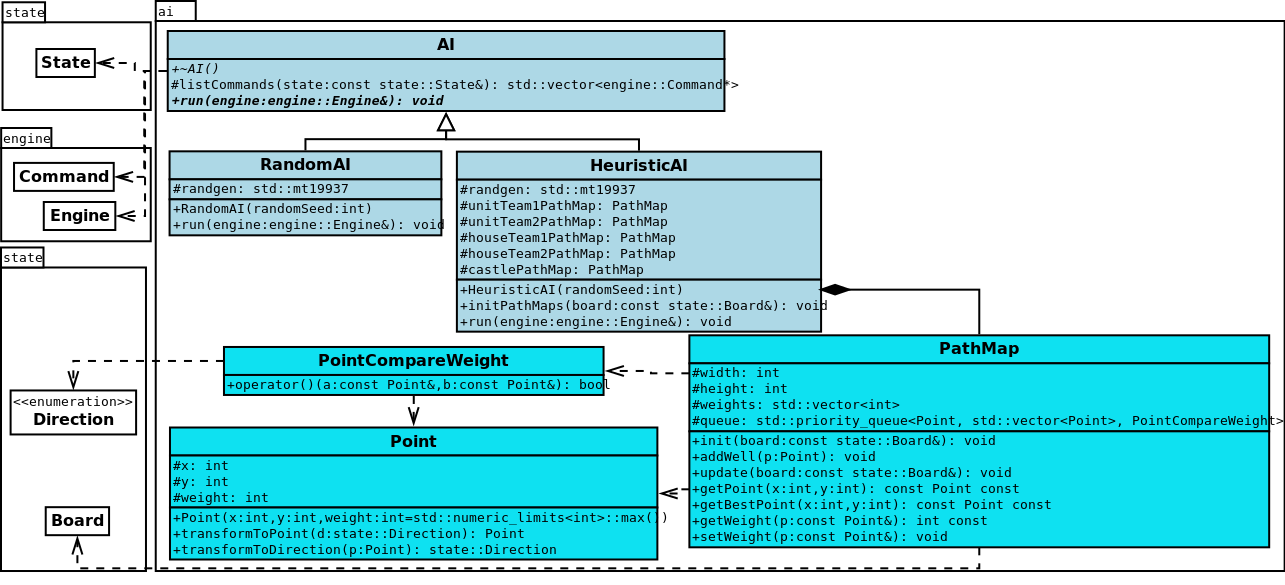 state
State
engine
Command
Engine
state
<<enumeration>>
Direction
Board
ai
AI
+~AI()
#listCommands(state:const state::State&): std::vector<engine::Command*>
+run(engine:engine::Engine&): void
RandomAI
#randgen: std::mt19937
+RandomAI(randomSeed:int)
+run(engine:engine::Engine&): void
HeuristicAI
#randgen: std::mt19937
#unitTeam1PathMap: PathMap
#unitTeam2PathMap: PathMap
#houseTeam1PathMap: PathMap
#houseTeam2PathMap: PathMap
#castlePathMap: PathMap
+HeuristicAI(randomSeed:int)
+initPathMaps(board:const state::Board&): void
+run(engine:engine::Engine&): void
PointCompareWeight
+operator()(a:const Point&,b:const Point&): bool
Point
#x: int
#y: int
#weight: int
+Point(x:int,y:int,weight:int=std::numeric_limits<int>::max())
+transformToPoint(d:state::Direction): Point
+transformToDirection(p:Point): state::Direction
PathMap
#width: int
#height: int
#weights: std::vector<int>
#queue: std::priority_queue<Point, std::vector<Point>, PointCompareWeight>
+init(board:const state::Board&): void
+addWell(p:Point): void
+update(board:const state::Board&): void
+getPoint(x:int,y:int): const Point const
+getBestPoint(x:int,y:int): const Point const
+getWeight(p:const Point&): int const
+setWeight(p:const Point&): void